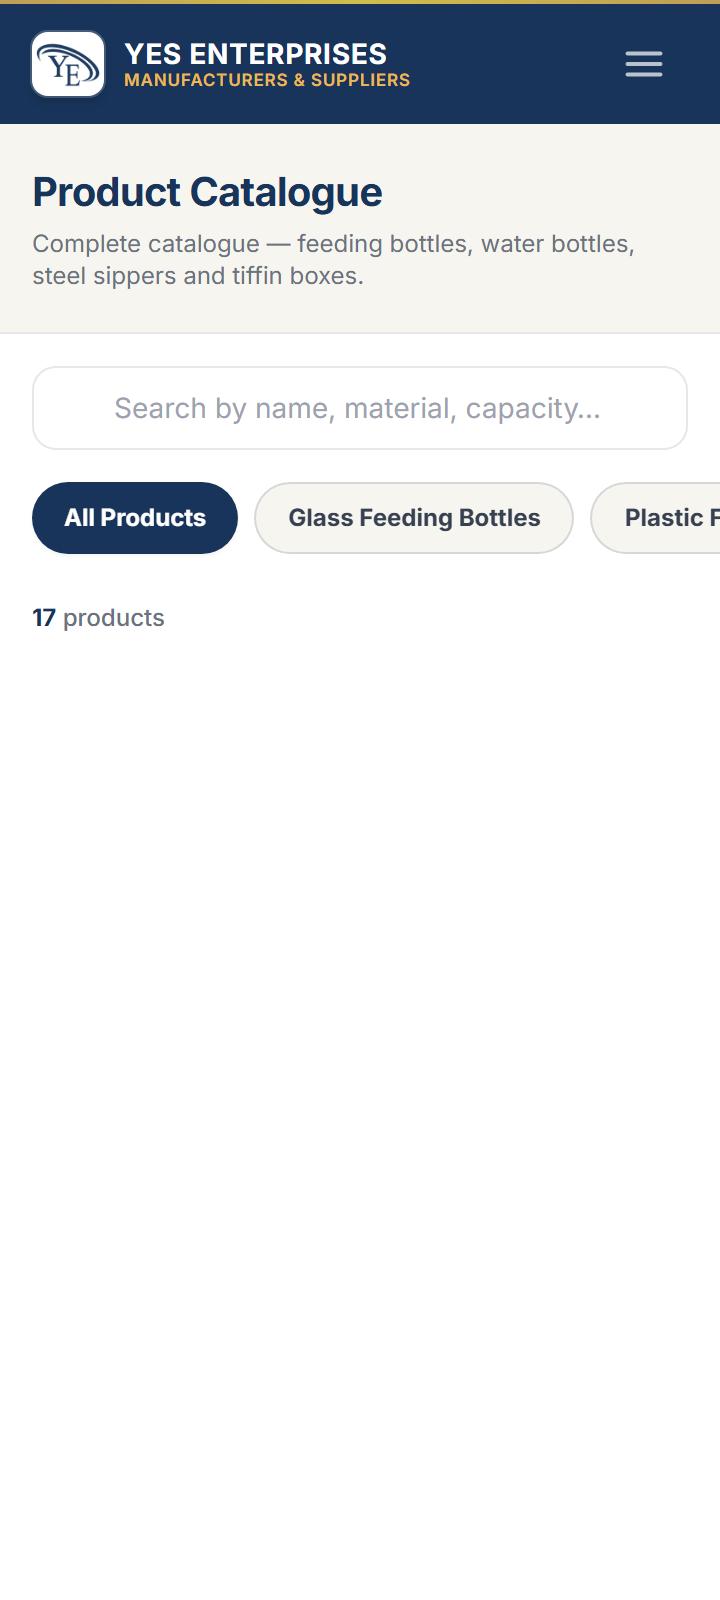 YE
YES ENTERPRISES
MANUFACTURERS & SUPPLIERS
Product Catalogue
Complete catalogue — feeding bottles, water bottles,
steel sippers and tiffin boxes.
Search by name, material, capacity...
All Products
Glass Feeding Bottles
Plastic
17 products